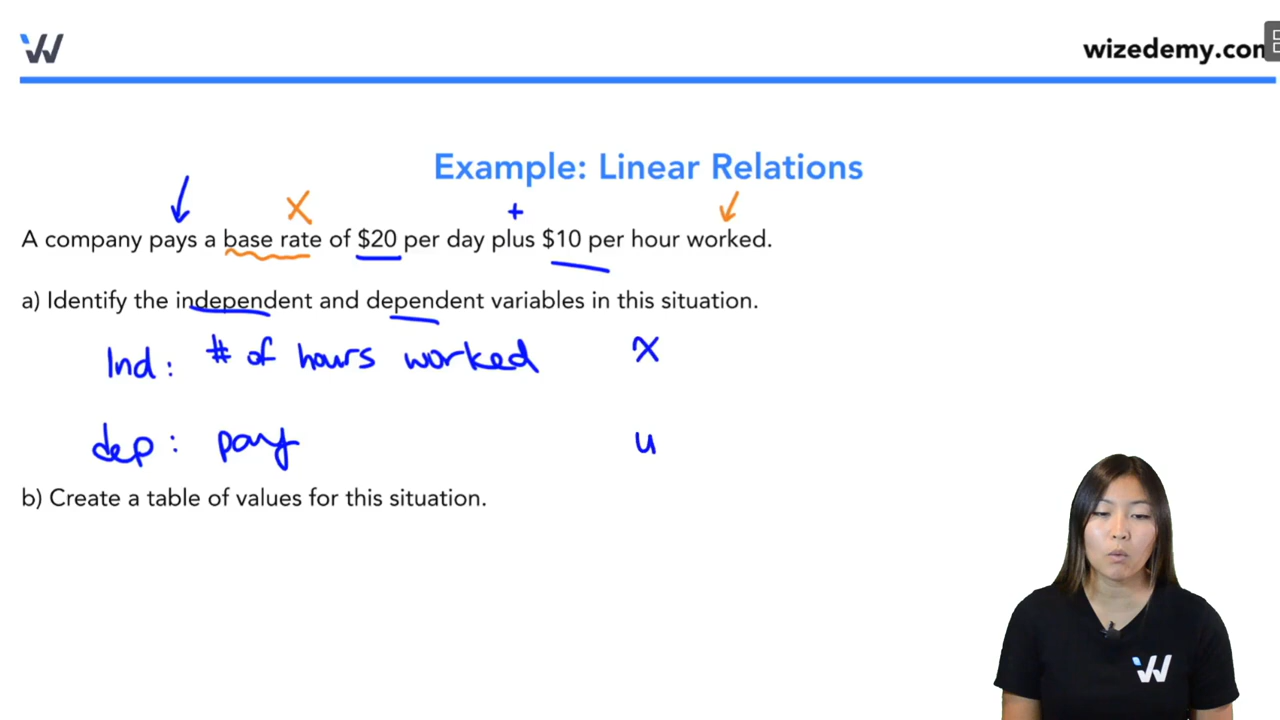 W
wizedemy.com
Example: Linear Relations
x
+
A company pays a base rate of $20 per day plus $10 per hour worked.
a) Identify the independent and dependent variables in this situation.
Ind: # of hours worked x
dep: pay u
b) Create a table of values for this situation.
W